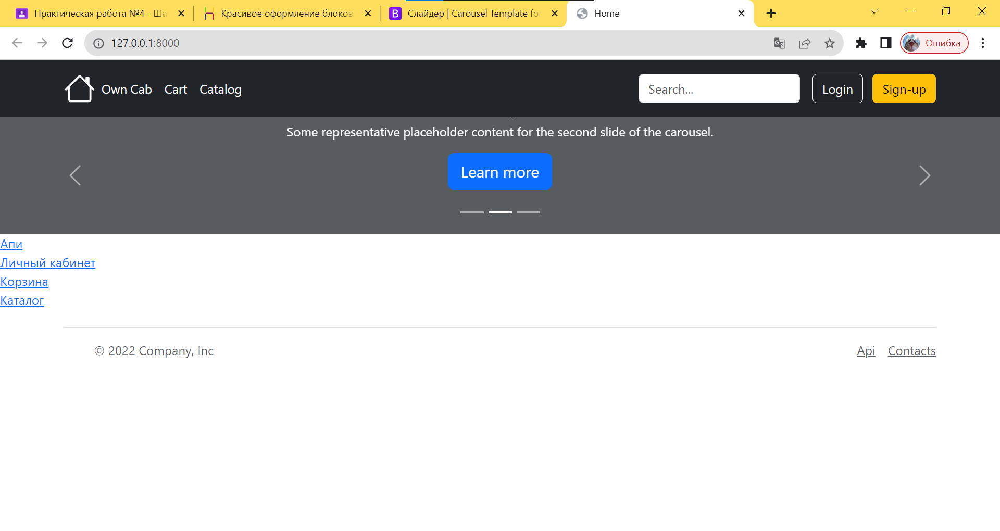 Практическая работа №4 - Ша
Красивое оформление блоков
Слайдер | Carousel Template for
Home
127.0.0.1:8000
Ошибка
Own Cab
Cart
Catalog
Search...
Login
Sign-up
Some representative placeholder content for the second slide of the carousel.
Learn more
Апи
Личный кабинет
Корзина
Каталог
© 2022 Company, Inc
Api
Contacts